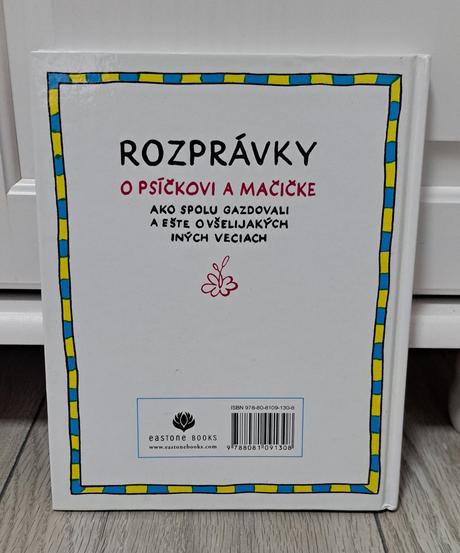 ROZPRÁVKY
O PSÍČKOVI A MAČIČKE
AKO SPOLU GAZDOVALI
A EŠTE O VŠELIJAKÝCH
INÝCH VECIACH
ISBN 978-80-8109-130-8
eastone BOOKS
www.eastonebooks.com
9 788081 091308